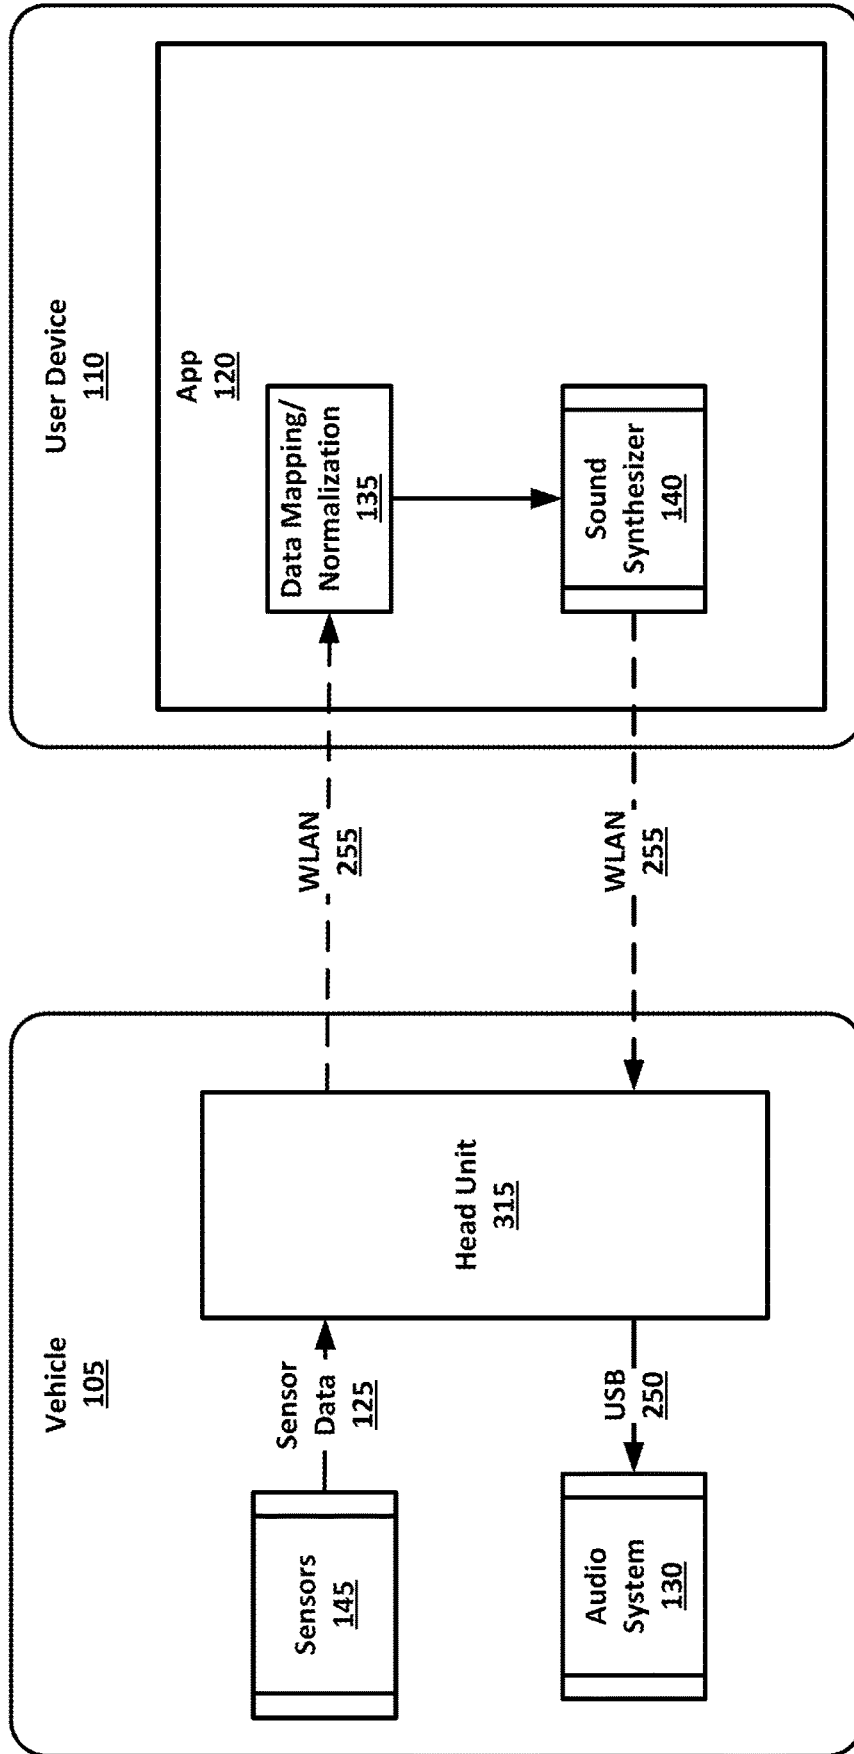 Vehicle
105
Sensors
145
Sensor
Data
125
Head Unit
315
USB
250
Audio
System
130
WLAN
255
WLAN
255
User Device
110
App
120
Data Mapping/
Normalization
135
Sound
Synthesizer
140